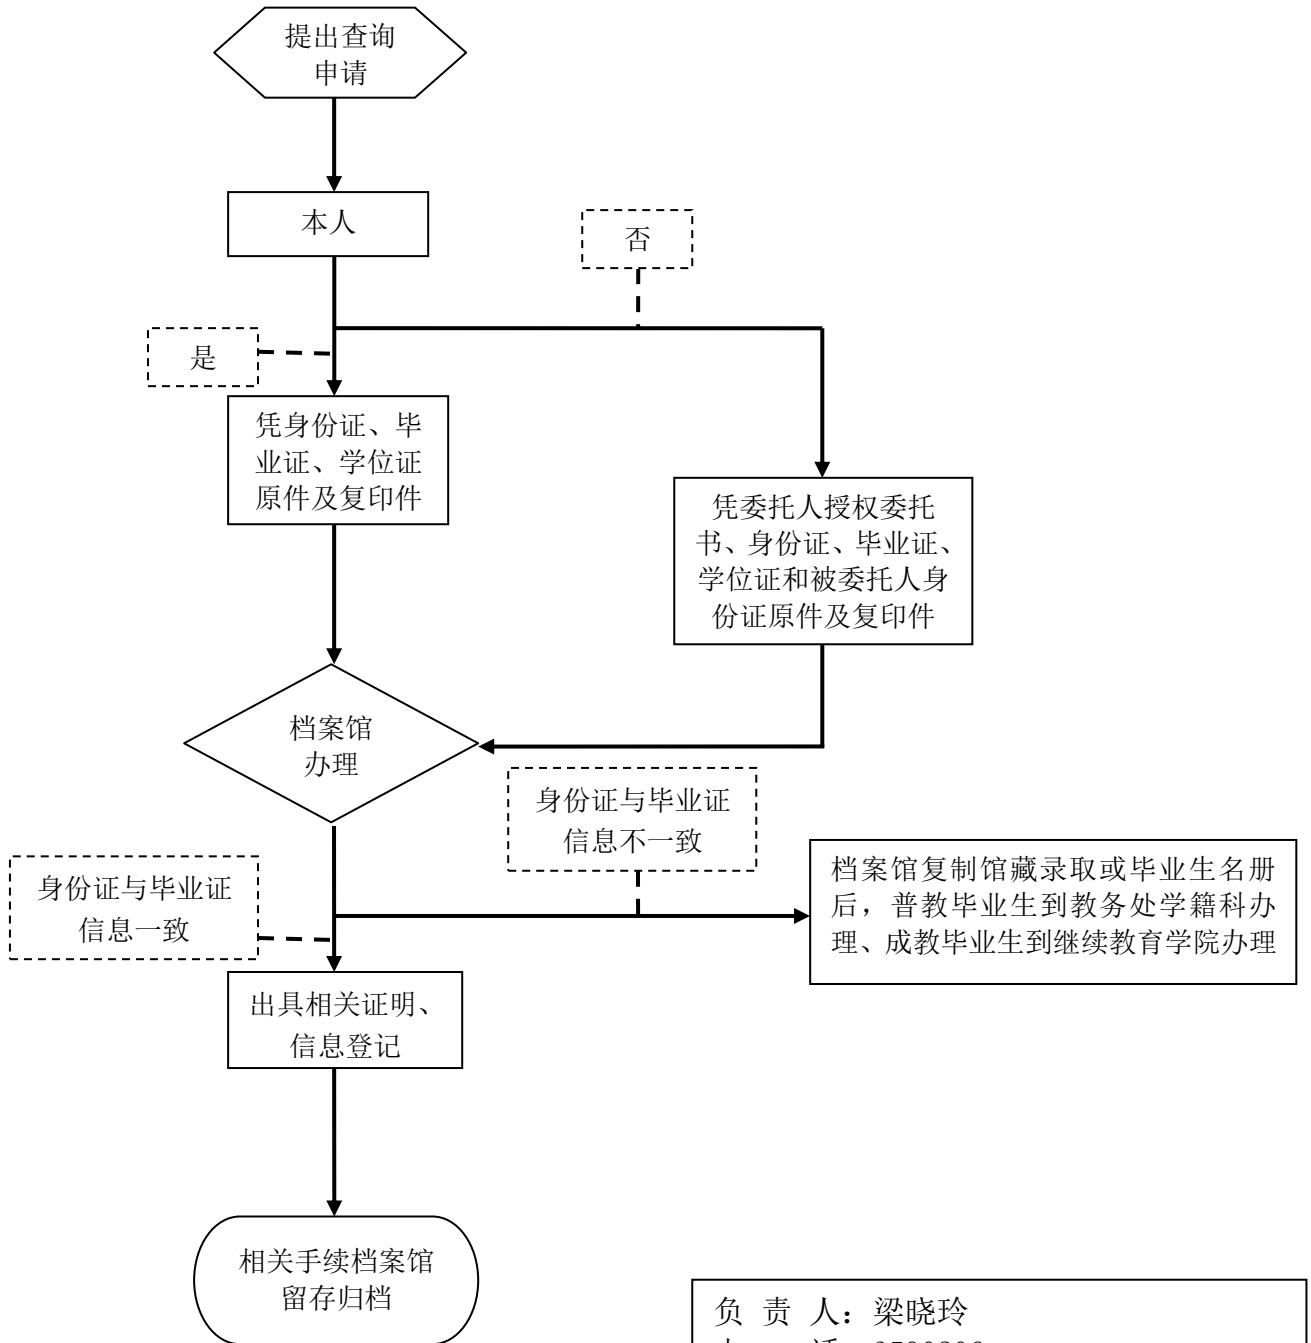 提出查询
申请
本人
否
是
凭身份证、毕
业证、学位证
原件及复印件
凭委托人授权委托
书、身份证、毕业证、
学位证和被委托人身
份证原件及复印件
档案馆
办理
身份证与毕业证
信息不一致
身份证与毕业证
信息一致
档案馆复制馆藏录取或毕业生名册
后，普教毕业生到教务处学籍科办
理、成教毕业生到继续教育学院办理
出具相关证明、
信息登记
相关手续档案馆
留存归档
负 责 人：梁晓玲